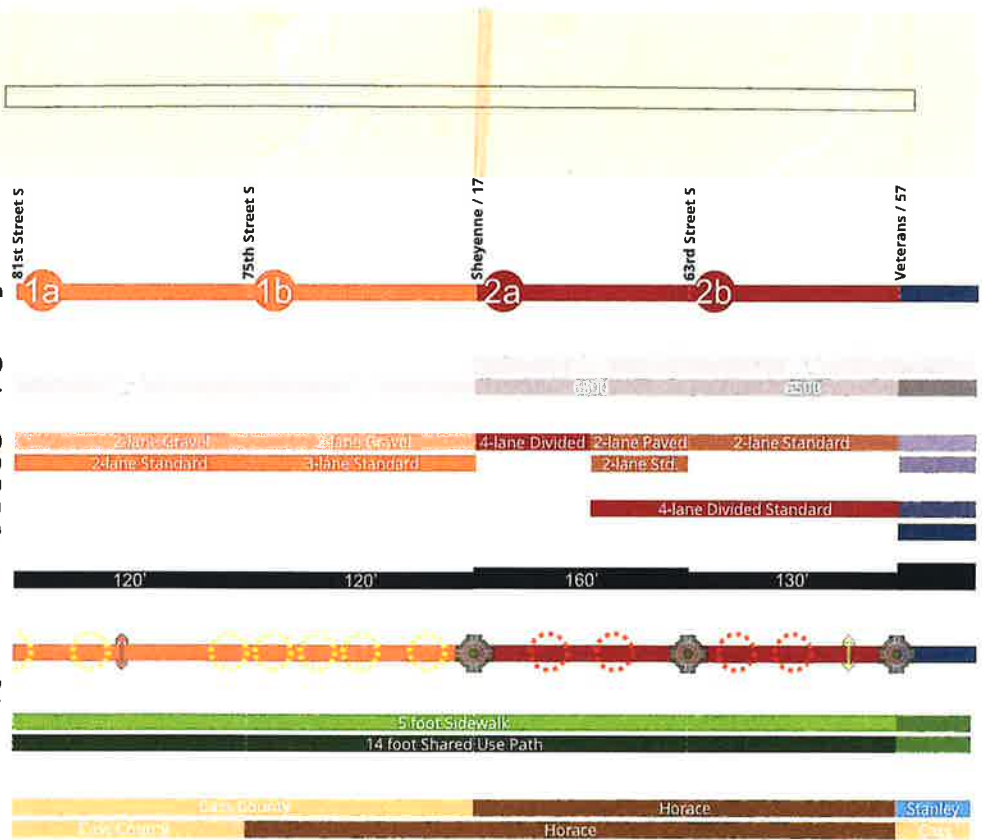 81st Street S
75th Street S
Sheyenne / 17
63rd Street S
Veterans / 57
1a 1b 2a 2b
2-lane Gravel 2-lane Gravel 4-lane Divided 2-lane Paved 2-lane Standard
2-lane Standard 3-lane Standard 2-lane Std.
4-lane Divided Standard
120' 120' 160' 130'
5 foot Sidewalk
14 foot Shared Use Path
Cass County Horace Stanley
Cass County Horace